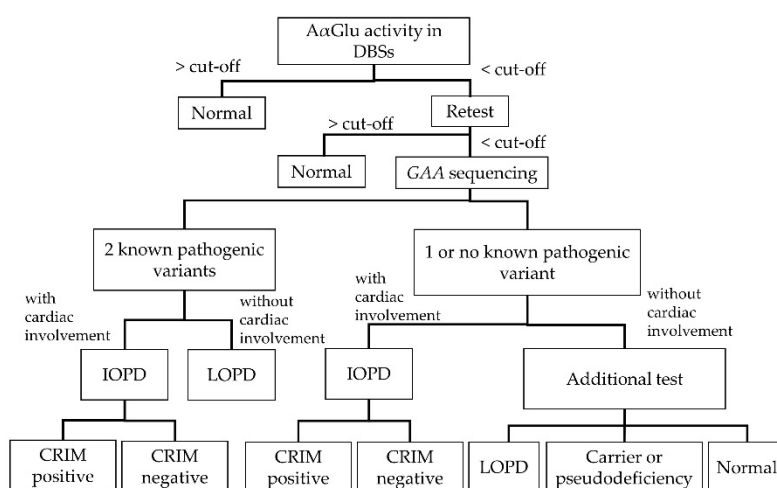 AαGlu activity in
DBSs
> cut-off
< cut-off
Normal
Retest
> cut-off
< cut-off
Normal
GAA sequencing
2 known pathogenic
variants
1 or no known pathogenic
variant
with
cardiac
involvement
without
cardiac
involvement
with
cardiac
involvement
without
cardiac
involvement
IOPD
LOPD
IOPD
Additional test
CRIM
positive
CRIM
negative
CRIM
positive
CRIM
negative
LOPD
Carrier or
pseudodeficiency
Normal